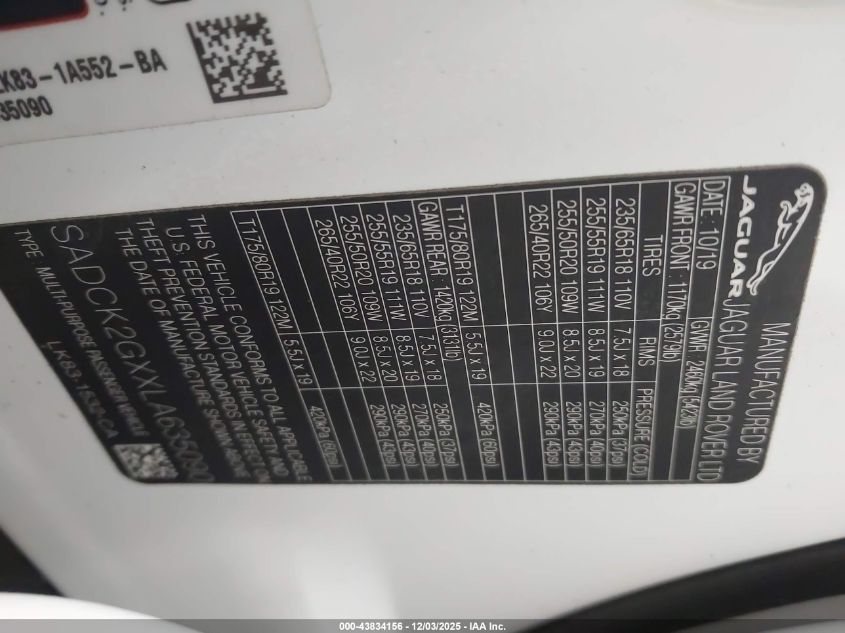 K83-1A552-BA
35090
JAGUAR
MANUFACTURED BY
JAGUAR LAND ROVER LTD
DATE: 10/19 GVWR: 2460kg (5423lb)
GAWR FRONT: 1170kg (2579lb)
TIRES RIMS PRESSURE COLD
235/65R18 110V 7.5J x 18 250kPa (37psi)
255/55R19 111W 8.5J x 19 270kPa (40psi)
255/50R20 109W 8.5J x 20 290kPa (43psi)
265/40R22 106Y 9.0J x 22 290kPa (43psi)
T175/80R19 122M 5.5J x 19 420kPa (60psi)
GAWR REAR: 1420kg (3131lb)
235/65R18 110V 7.5J x 18 250kPa (37psi)
255/55R19 111W 8.5J x 19 270kPa (40psi)
255/50R20 109W 8.5J x 20 290kPa (43psi)
265/40R22 106Y 9.0J x 22 290kPa (43psi)
T175/80R19 122M 5.5J x 19 420kPa (60psi)
THIS VEHICLE CONFORMS TO ALL APPLICABLE
U.S. FEDERAL MOTOR VEHICLE SAFETY AND
THEFT PREVENTION STANDARDS IN EFFECT ON
THE DATE OF MANUFACTURE SHOWN ABOVE
SADCK2GXXLA635090
TYPE: MULTI-PURPOSE PASSENGER VEHICLE
000-43834156 - 12/03/2025 - IAA Inc.